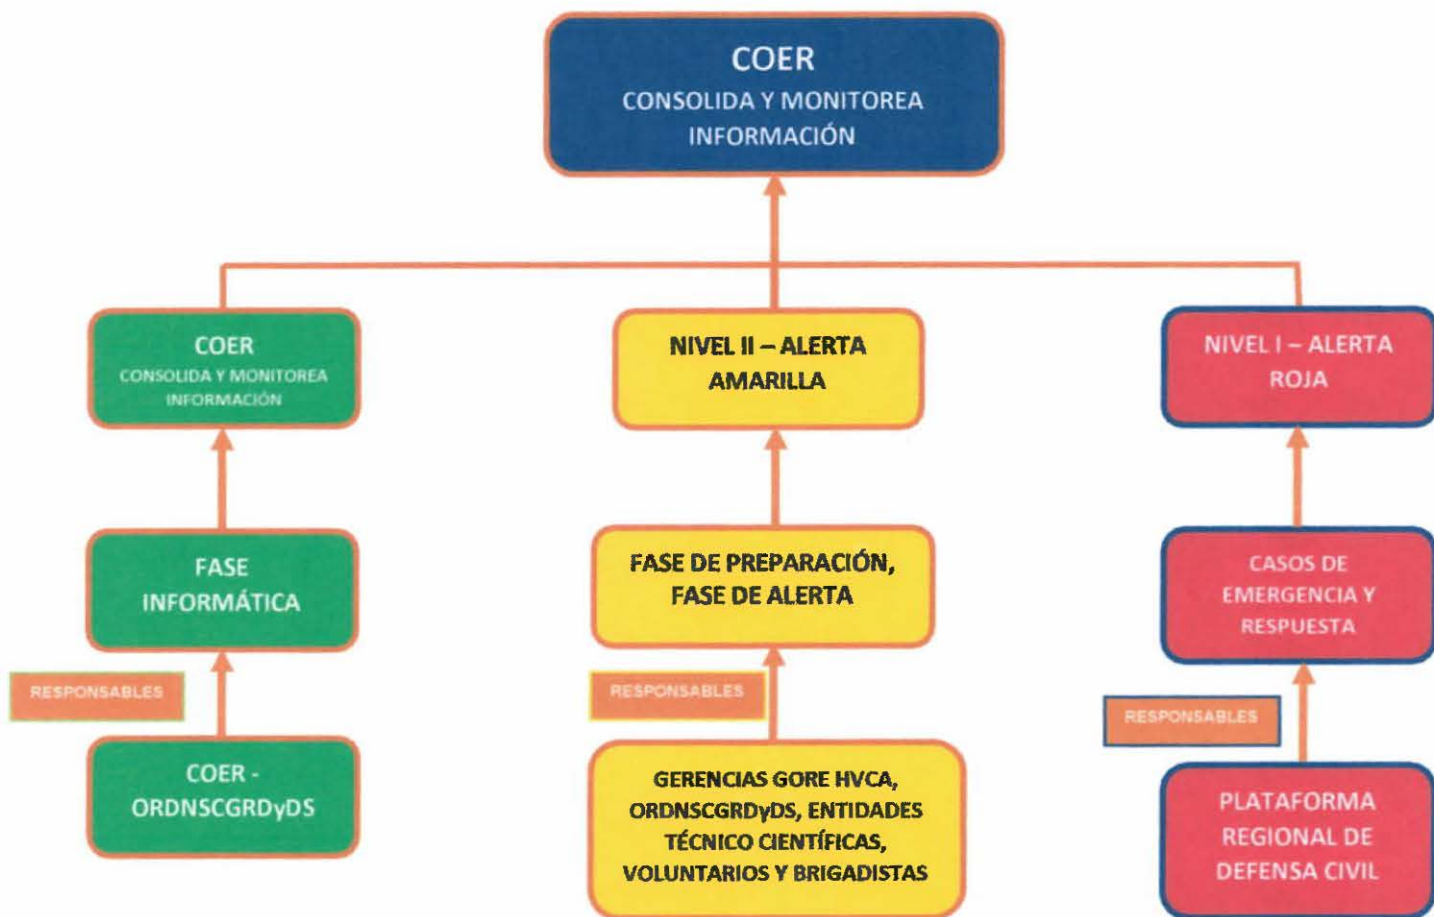 COER
CONSOLIDA Y MONITOREA
INFORMACIÓN
COER
CONSOLIDA Y MONITOREA
INFORMACIÓN
NIVEL II – ALERTA
AMARILLA
NIVEL I – ALERTA
ROJA
FASE
INFORMÁTICA
FASE DE PREPARACIÓN,
FASE DE ALERTA
CASOS DE
EMERGENCIA Y
RESPUESTA
RESPONSABLES
RESPONSABLES
RESPONSABLES
COER -
ORDNSCGRDyDS
GERENCIAS GORE HVCA,
ORDNSCGRDyDS, ENTIDADES
TÉCNICO CIENTÍFICAS,
VOLUNTARIOS Y BRIGADISTAS
PLATAFORMA
REGIONAL DE
DEFENSA CIVIL